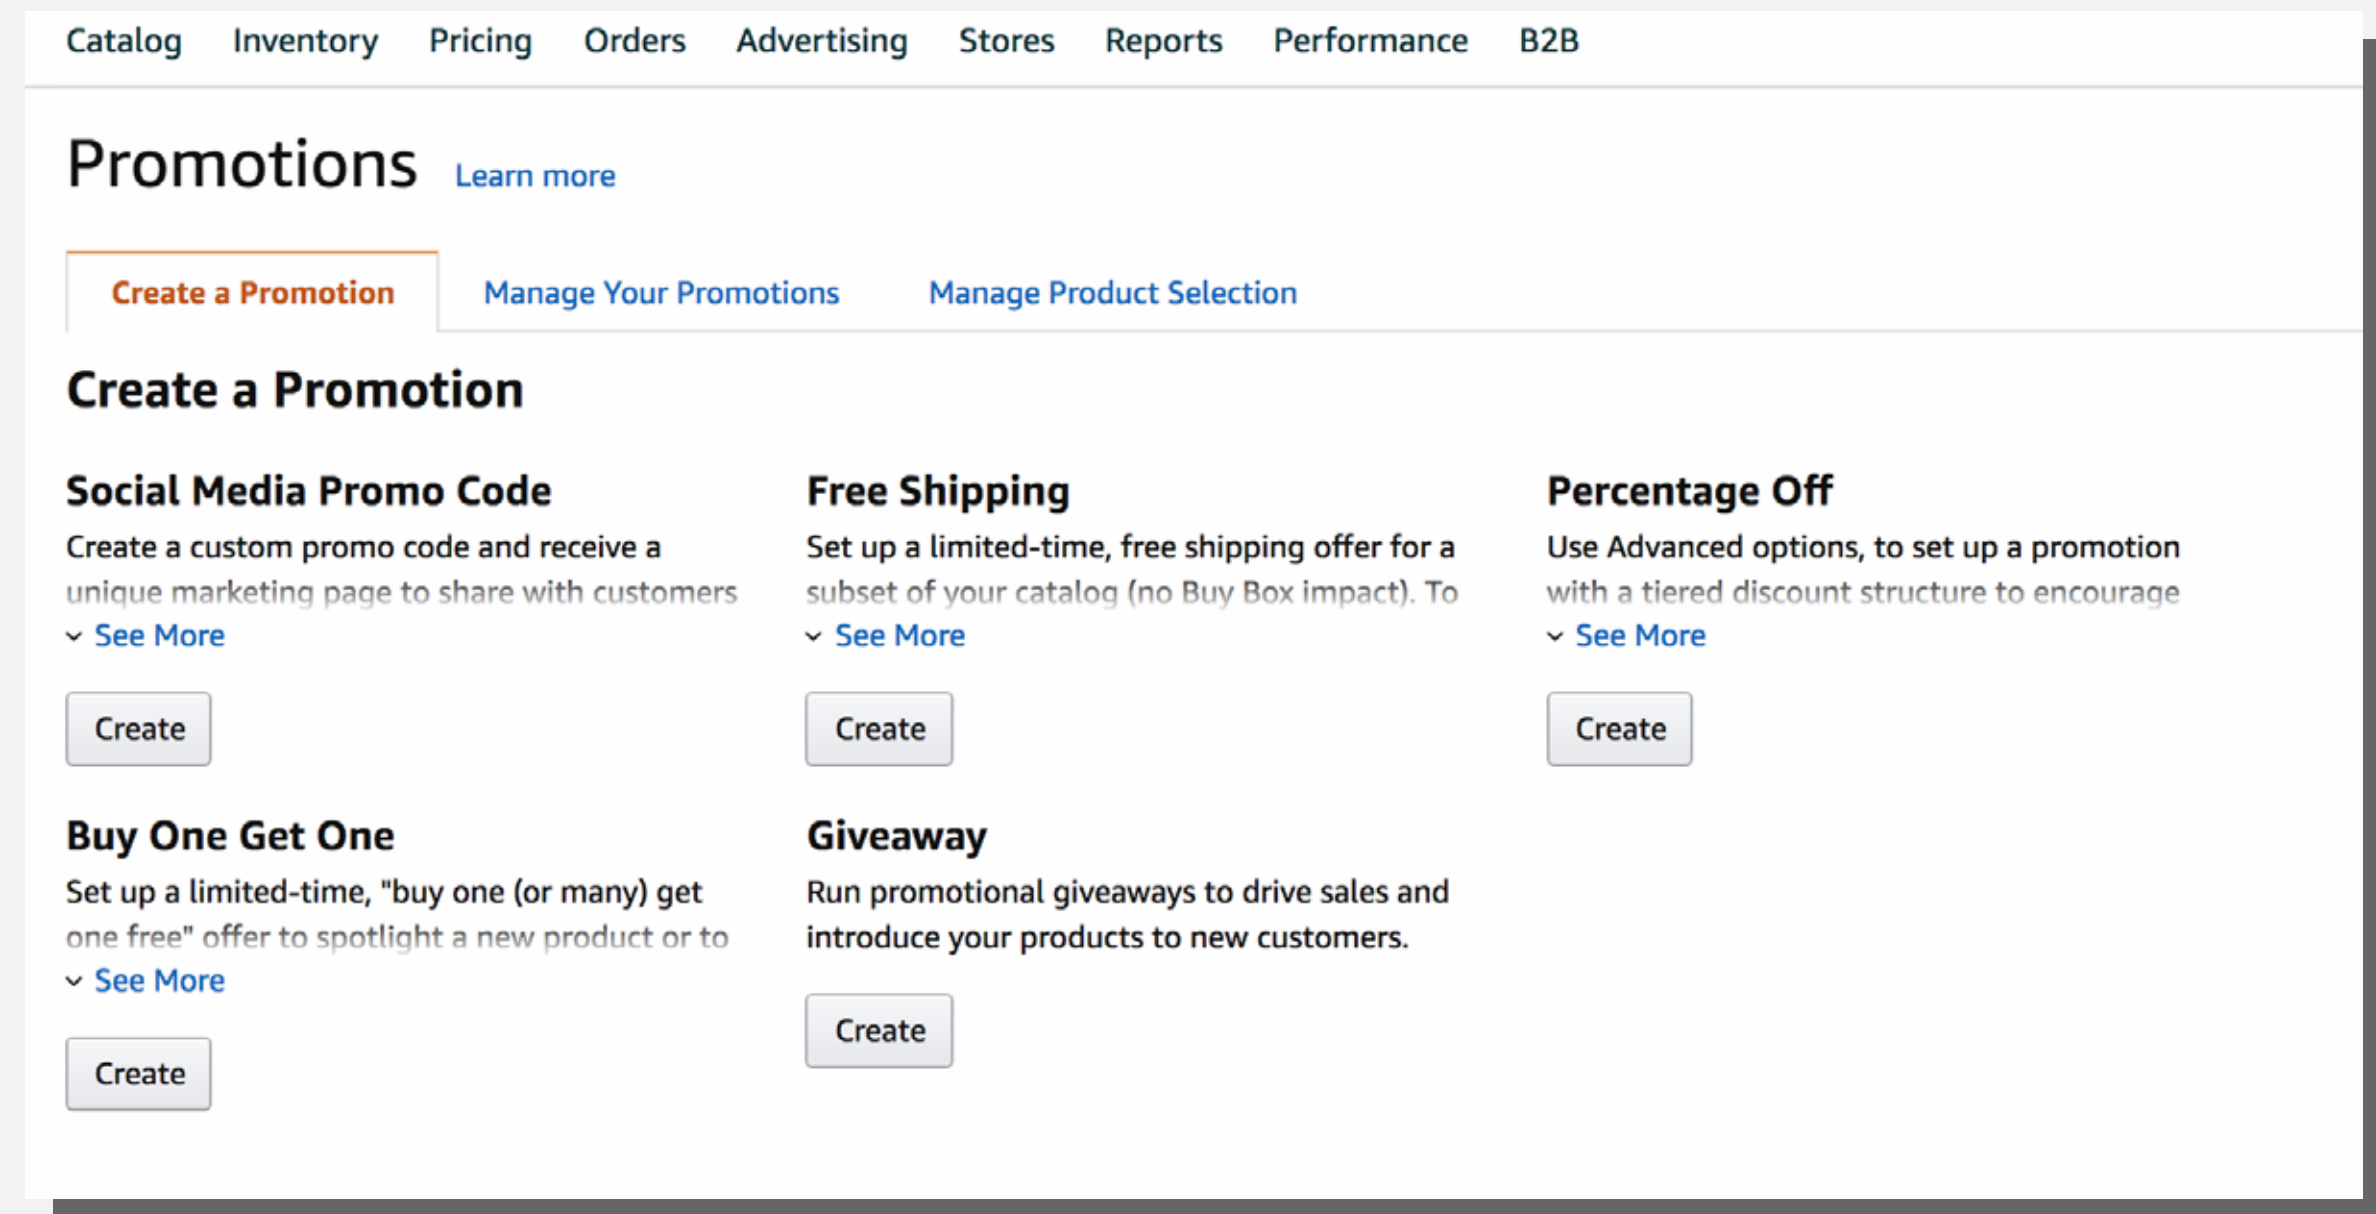 Catalog Inventory Pricing Orders Advertising Stores Reports Performance B2B
Promotions Learn more
Create a Promotion Manage Your Promotions Manage Product Selection
Create a Promotion
Social Media Promo Code
Create a custom promo code and receive a
unique marketing page to share with customers
See More
Create
Free Shipping
Set up a limited-time, free shipping offer for a
subset of your catalog (no Buy Box impact). To
See More
Create
Percentage Off
Use Advanced options, to set up a promotion
with a tiered discount structure to encourage
See More
Create
Buy One Get One
Set up a limited-time, "buy one (or many) get
one free" offer to spotlight a new product or to
See More
Create
Giveaway
Run promotional giveaways to drive sales and
introduce your products to new customers.
Create